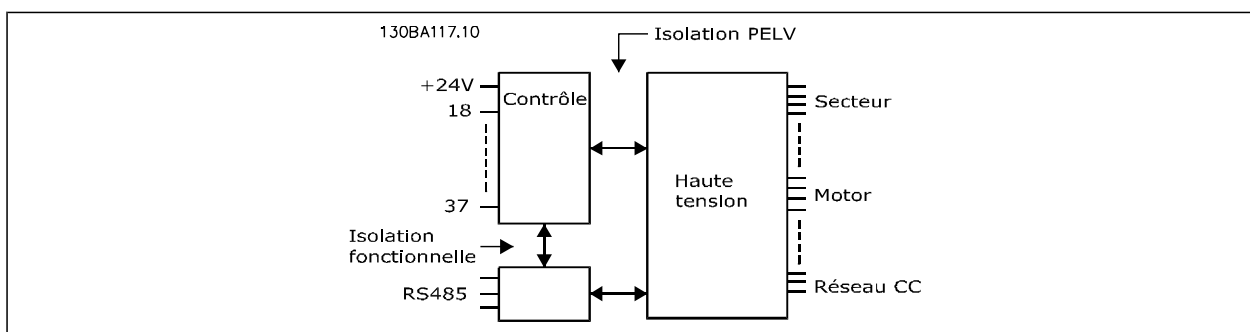 130BA117.10
Isolation PELV
+24V
Contrôle
18
Secteur
Haute
tension
Motor
37
Isolation
fonctionnelle
RS485
Réseau CC